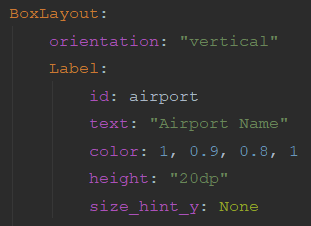 BoxLayout:
orientation: "vertical"
Label:
id: airport
text: "Airport Name"
color: 1, 0.9, 0.8, 1
height: "20dp"
size_hint_y: None